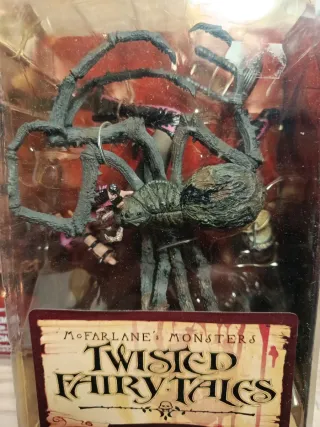 McFARLANE'S MONSTERS
TWISTED
FAIRY TALES